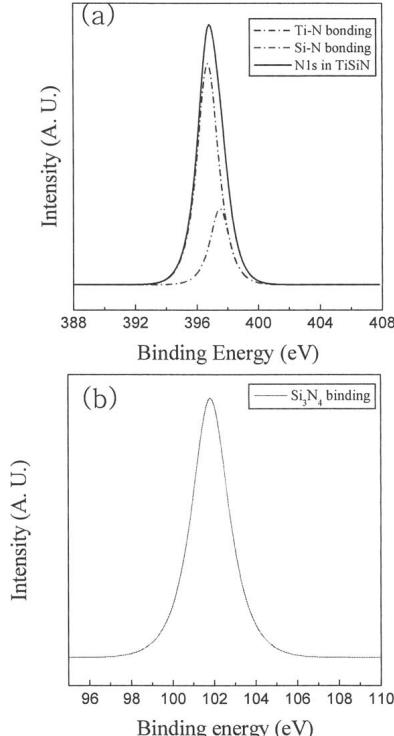 (a)
Ti-N bonding
Si-N bonding
N1s in TiSiN
Intensity (A. U.)
388 392 397 400 404 408
Binding Energy (eV)
(b)
Si₃N₄ binding
Intensity (A. U.)
96 98 100 102 104 106 108 110
Binding energy (eV)